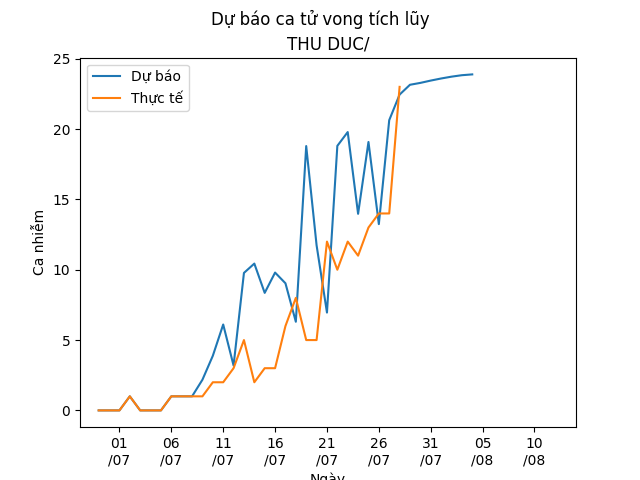 Dự báo ca tử vong tích lũy
THU DUC/
Dự báo
Thực tế
Ca nhiễm
25
20
15
10
5
0
01 06 11 16 21 26 31 05 10
/07 /07 /07 /07 /07 /07 /07 /08 /08
Ngày